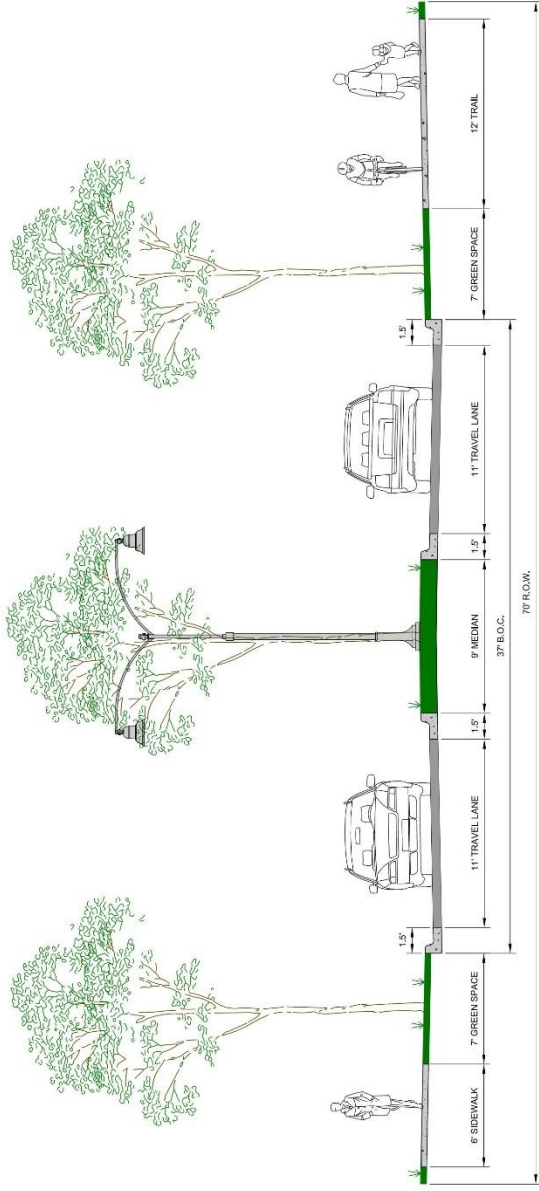 6' SIDEWALK
7' GREEN SPACE
1.5'
11' TRAVEL LANE
1.5'
9' MEDIAN
1.5'
11' TRAVEL LANE
1.5'
7' GREEN SPACE
12' TRAIL
37' B.O.C.
70' R.O.W.